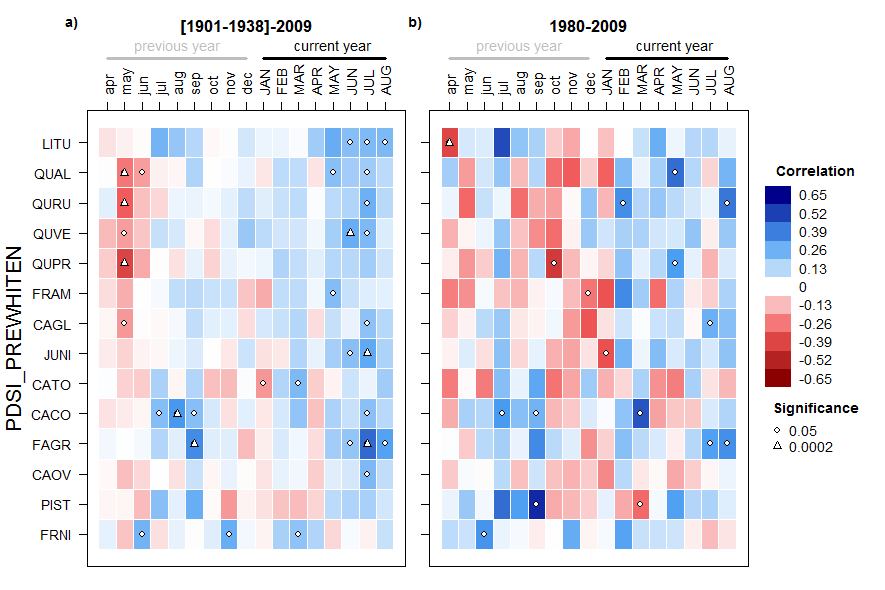 a) [1901-1938]-2009 b) 1980-2009
previous year current year previous year current year
apr may jun jul aug sep oct nov dec JAN FEB MAR APR MAY JUN JUL AUG apr may jun jul aug sep oct nov dec JAN FEB MAR APR MAY JUN JUL AUG
PDSI_PREWHITEN
LITU
QUAL
QURU
QUVE
QUPR
FRAM
CAGL
JUNI
CATO
CACO
FAGR
CAOV
PIST
FRNI
Correlation
0.65
0.52
0.39
0.26
0.13
0
-0.13
-0.26
-0.39
-0.52
-0.65
Significance
0.05
0.0002